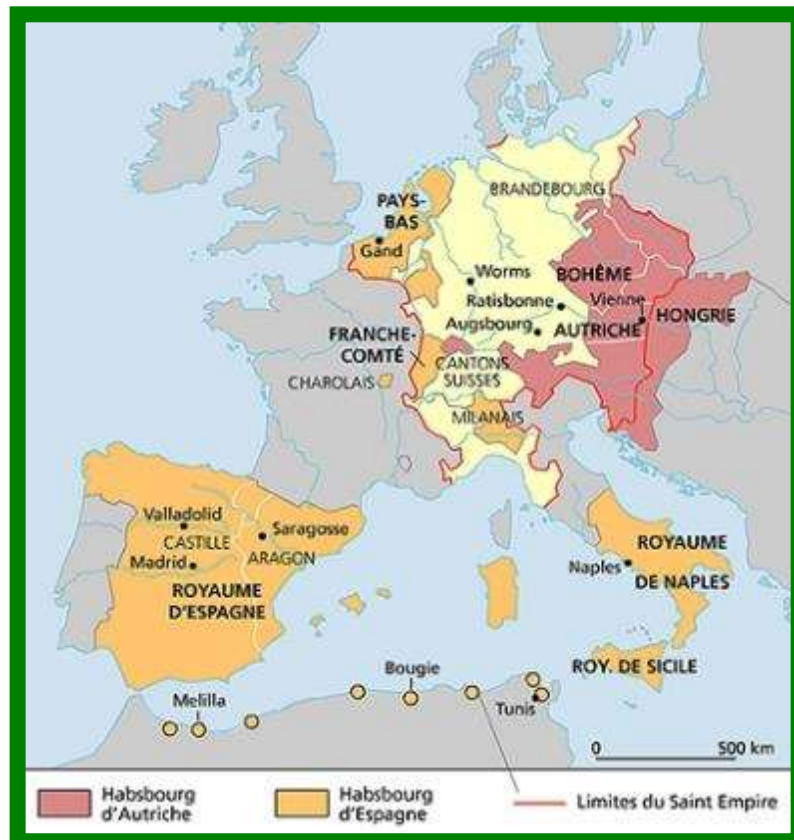 BRANDEBOURG
PAYS-
BAS
Gand
Worms
BOHÊME
Ratisbonne
Vienne
HONGRIE
Augsbourg
AUTRICHE
FRANCHE-
COMTÉ
CANTONS
SUISSES
CHAROLAIS
MILANAIS
Valladolid
Saragosse
CASTILLE
ARAGON
Madrid
ROYAUME
D'ESPAGNE
ROYAUME
DE NAPLES
Naples
ROY. DE SICILE
Bougie
Melilla
Tunis
0 500 km
Habsbourg
d'Autriche
Habsbourg
d'Espagne
Limites du Saint Empire